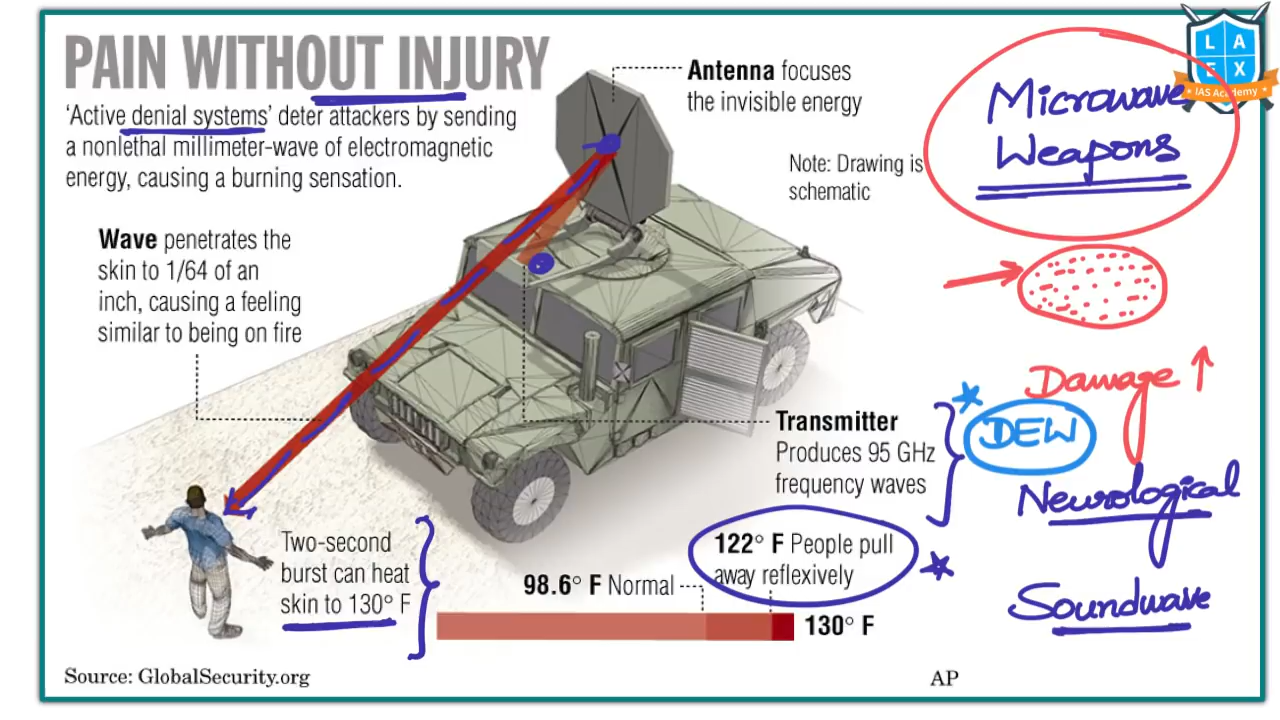 PAIN WITHOUT INJURY
'Active denial systems' deter attackers by sending
a nonlethal millimeter-wave of electromagnetic
energy, causing a burning sensation.
Antenna focuses
the invisible energy
Note: Drawing is
schematic
Microwave
Weapons
L A
E X
IAS Academy
Wave penetrates the
skin to 1/64 of an
inch, causing a feeling
similar to being on fire
Damage
DEW
Transmitter
Produces 95 GHz
frequency waves
Neurological
Two-second
burst can heat
skin to 130° F
122° F People pull
away reflexively
98.6° F Normal
130° F
Soundwave
Source: GlobalSecurity.org
AP